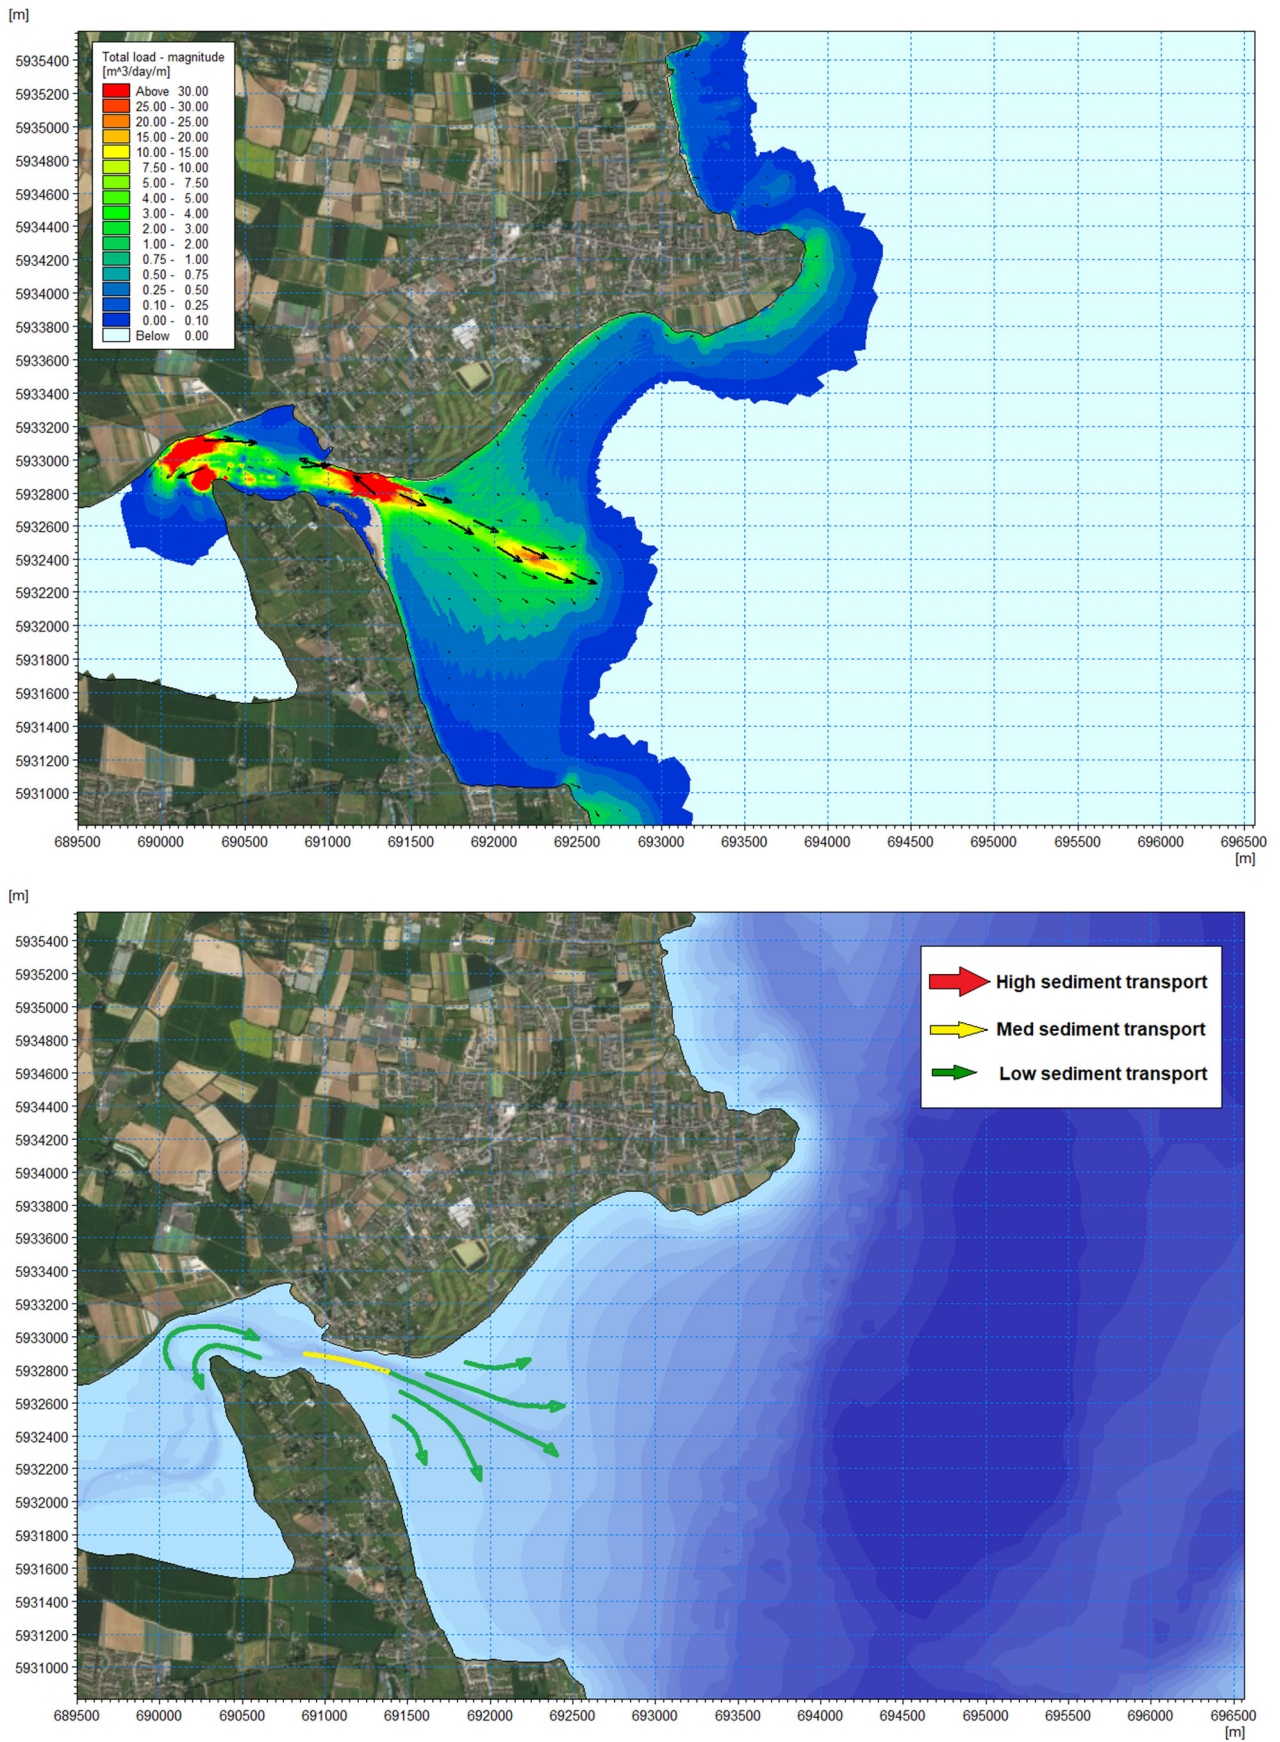 [m]
5935400
5935200
5935000
5934800
5934600
5934400
5934200
5934000
5933800
5933600
5933400
5933200
5933000
5932800
5932600
5932400
5932200
5932000
5931800
5931600
5931400
5931200
5931000
Total load - magnitude
[m^3/day/m]
Above 30.00
25.00 - 30.00
20.00 - 25.00
15.00 - 20.00
10.00 - 15.00
7.50 - 10.00
5.00 - 7.50
4.00 - 5.00
3.00 - 4.00
2.00 - 3.00
1.00 - 2.00
0.75 - 1.00
0.50 - 0.75
0.25 - 0.50
0.10 - 0.25
0.00 - 0.10
Below 0.00
689500 690000 690500 691000 691500 692000 692500 693000 693500 694000 694500 695000 695500 696000 696500
[m]
[m]
5935400
5935200
5935000
5934800
5934600
5934400
5934200
5934000
5933800
5933600
5933400
5933200
5933000
5932800
5932600
5932400
5932200
5932000
5931800
5931600
5931400
5931200
5931000
High sediment transport
Med sediment transport
Low sediment transport
689500 690000 690500 691000 691500 692000 692500 693000 693500 694000 694500 695000 695500 696000 696500
[m]